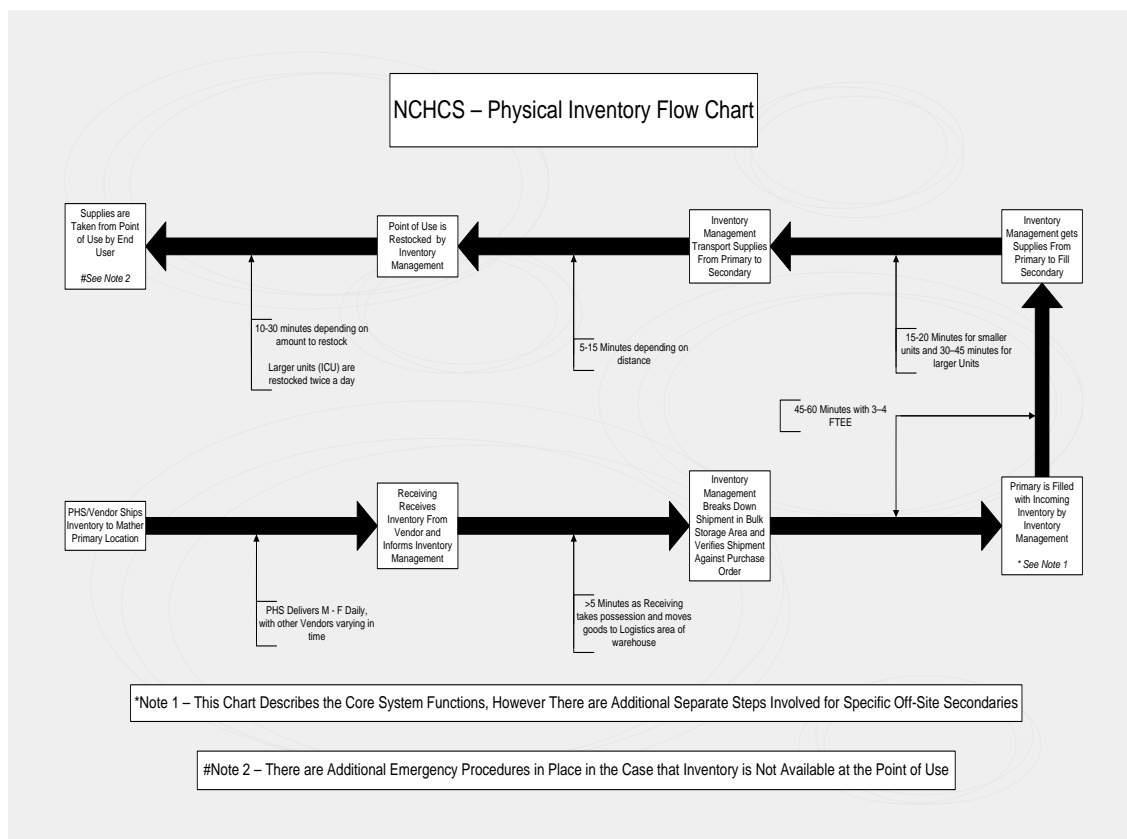 NCHCS – Physical Inventory Flow Chart
Supplies are
Taken from Point
of Use by End
User
#See Note 2
Point of Use is
Restocked by
Inventory
Management
Inventory
Management
Transport Supplies
From Primary to
Secondary
Inventory
Management gets
Supplies From
Primary to Fill
Secondary
10-30 minutes depending on
amount to restock
Larger units (ICU) are
restocked twice a day
5-15 Minutes depending on
distance
15-20 Minutes for smaller
units and 30–45 minutes for
larger Units
45-60 Minutes with 3–4
FTEE
PHS/Vendor Ships
Inventory to Mather
Primary Location
Receiving
Receives
Inventory From
Vendor and
Informs Inventory
Management
Inventory
Management
Breaks Down
Shipment in Bulk
Storage Area and
Verifies Shipment
Against Purchase
Order
Primary is Filled
with Incoming
Inventory by
Inventory
Management
* See Note 1
PHS Delivers M - F Daily,
with other Vendors varying in
time
>5 Minutes as Receiving
takes possession and moves
goods to Logistics area of
warehouse
*Note 1 – This Chart Describes the Core System Functions, However There are Additional Separate Steps Involved for Specific Off-Site Secondaries
#Note 2 – There are Additional Emergency Procedures in Place in the Case that Inventory is Not Available at the Point of Use